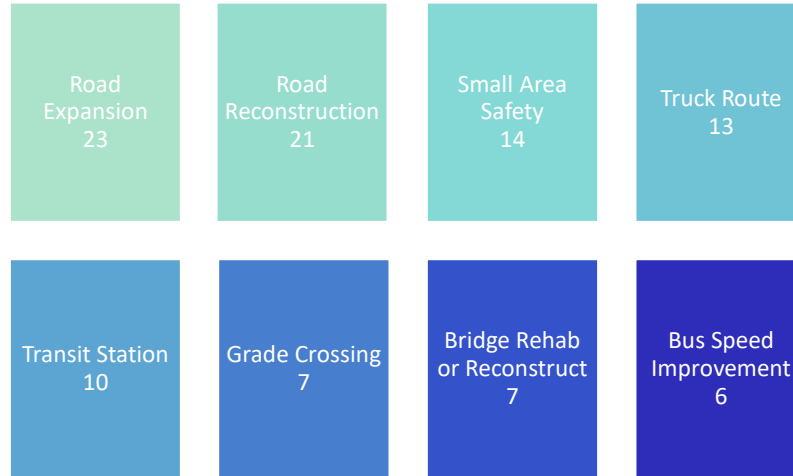 Road
Expansion
23
Road
Reconstruction
21
Small Area
Safety
14
Truck Route
13
Transit Station
10
Grade Crossing
7
Bridge Rehab
or Reconstruct
7
Bus Speed
Improvement
6